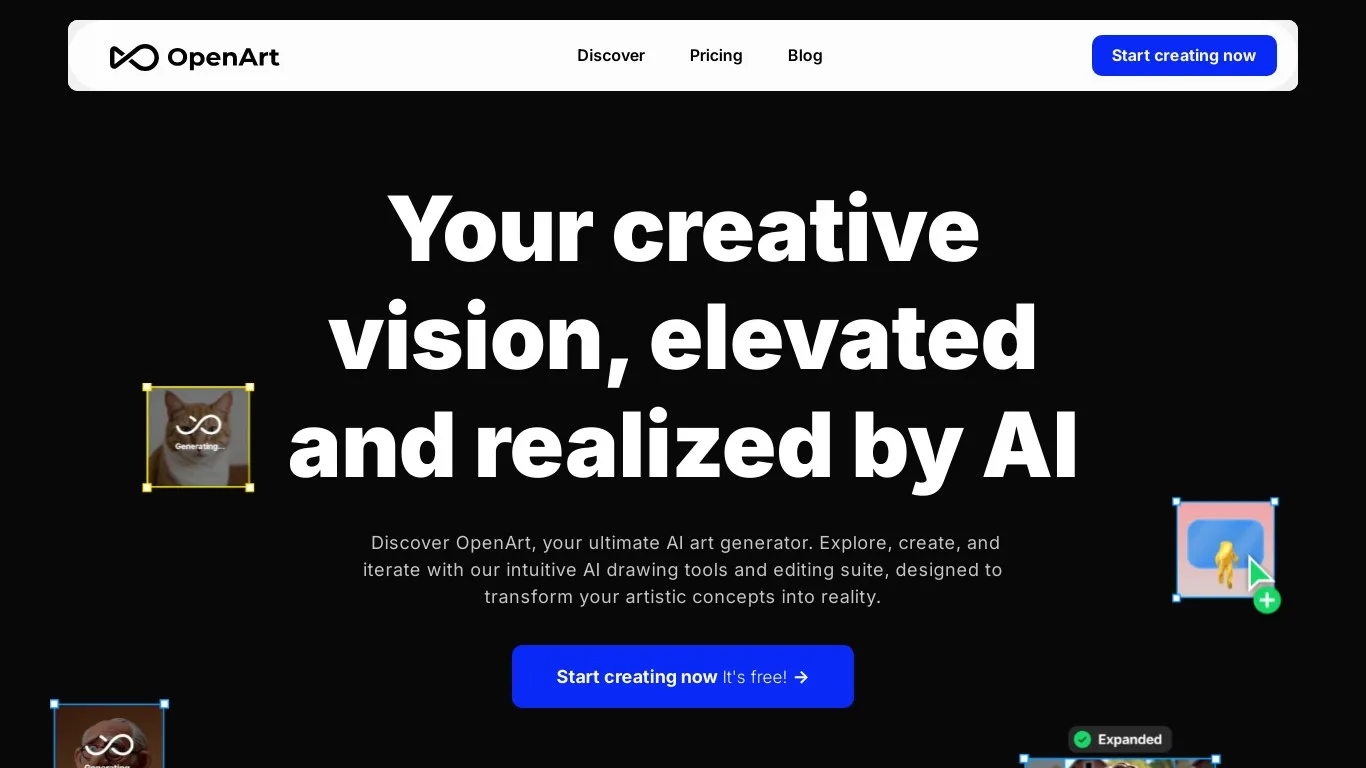 OpenArt
Discover
Pricing
Blog
Start creating now
Your creative
vision, elevated
and realized by AI
Generating...
Discover OpenArt, your ultimate AI art generator. Explore, create, and
iterate with our intuitive AI drawing tools and editing suite, designed to
transform your artistic concepts into reality.
Start creating now It's free! →
Expanded